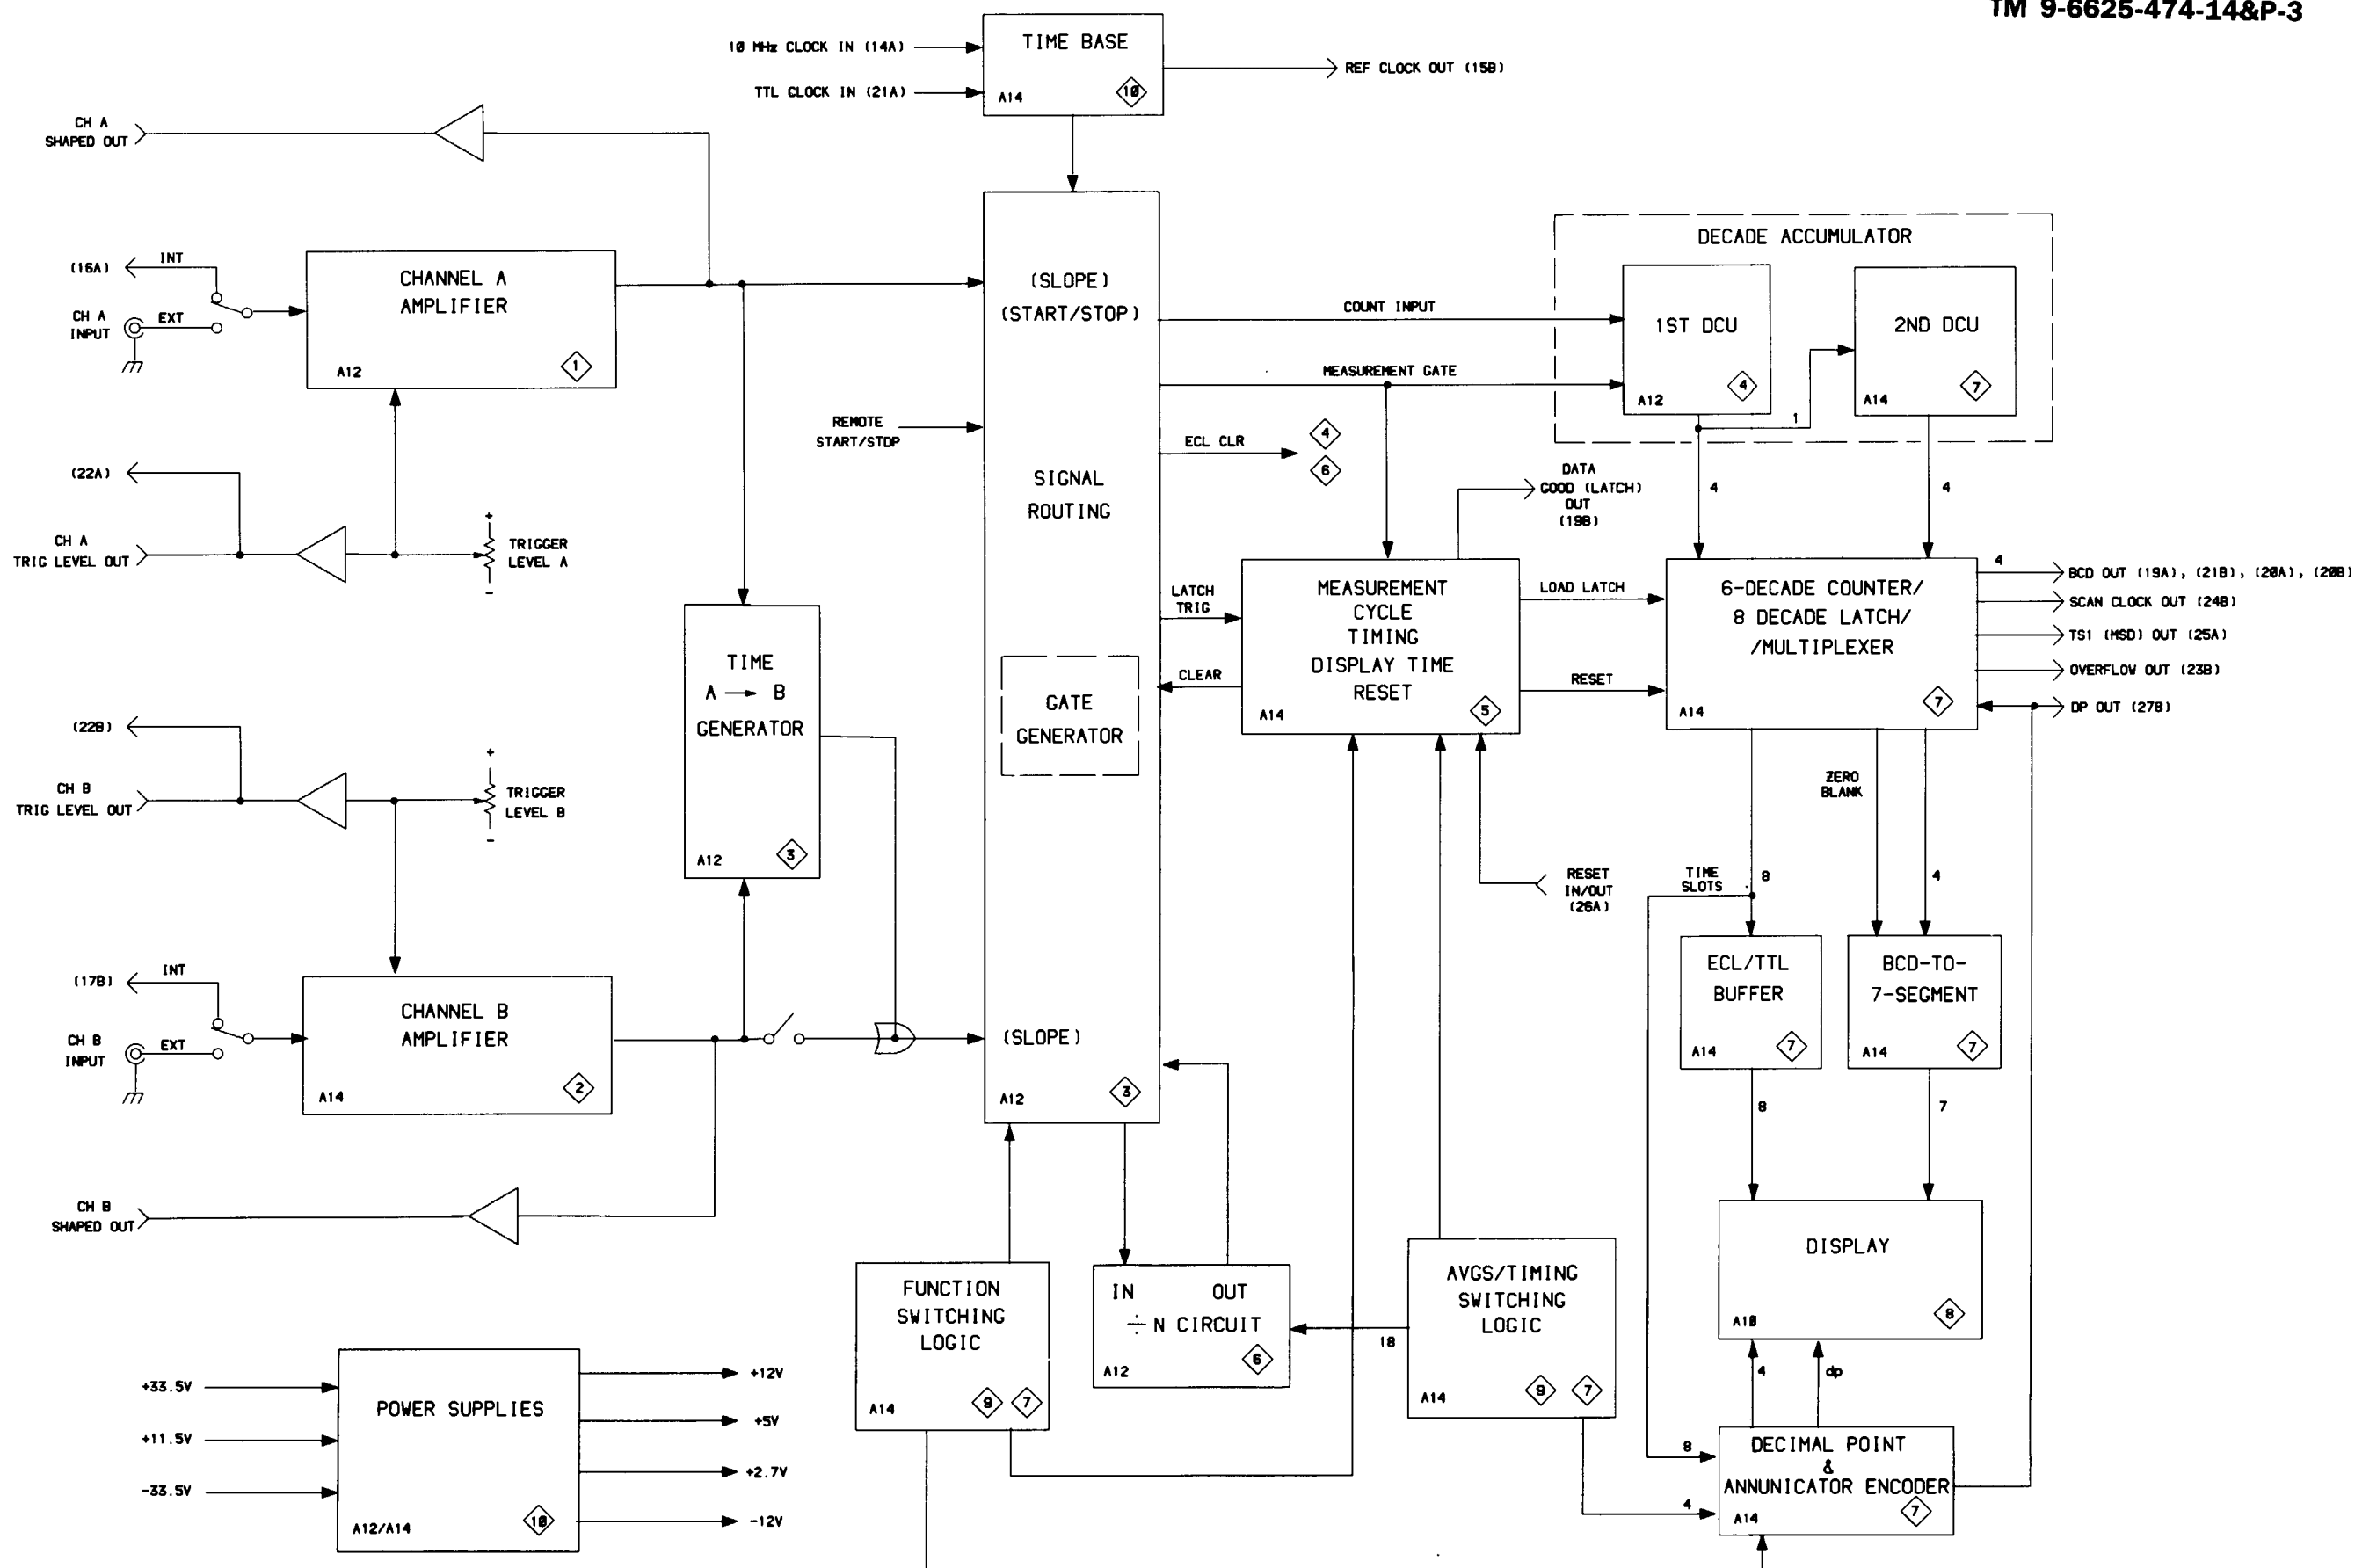 TM 9-6625-474-14&P-3
10 MHz CLOCK IN (14A)
TTL CLOCK IN (21A)
TIME BASE
A14
10
REF CLOCK OUT (15B)
CH A
SHAPED OUT
(16A)
INT
CH A
INPUT
EXT
CHANNEL A
AMPLIFIER
A12
1
(22A)
CH A
TRIG LEVEL OUT
+
TRIGGER
LEVEL A
-
(22B)
CH B
TRIG LEVEL OUT
+
TRIGGER
LEVEL B
-
(17B)
INT
CH B
INPUT
EXT
CHANNEL B
AMPLIFIER
A14
2
CH B
SHAPED OUT
TIME
A → B
GENERATOR
A12
3
REMOTE
START/STOP
(SLOPE)
(START/STOP)
SIGNAL
ROUTING
GATE
GENERATOR
(SLOPE)
A12
3
COUNT INPUT
MEASUREMENT GATE
ECL CLR
4
6
DECADE ACCUMULATOR
1ST DCU
A12
4
2ND DCU
A14
7
1
4
4
DATA
GOOD (LATCH)
OUT
(19B)
LATCH
TRIG
CLEAR
MEASUREMENT
CYCLE
TIMING
DISPLAY TIME
RESET
A14
5
LOAD LATCH
RESET
6-DECADE COUNTER/
8 DECADE LATCH/
/MULTIPLEXER
A14
7
4
BCD OUT (19A), (21B), (20A), (20B)
SCAN CLOCK OUT (24B)
TS1 (MSD) OUT (25A)
OVERFLOW OUT (23B)
DP OUT (27B)
ZERO
BLANK
RESET
IN/OUT
(26A)
TIME
SLOTS
8
4
ECL/TTL
BUFFER
A14
7
BCD-TO-
7-SEGMENT
A14
7
8
7
DISPLAY
A10
8
4
dp
FUNCTION
SWITCHING
LOGIC
A14
9
7
IN
OUT
÷ N CIRCUIT
A12
6
18
AVGS/TIMING
SWITCHING
LOGIC
A14
9
7
8
4
DECIMAL POINT
&
ANNUNICATOR ENCODER
A14
7
+33.5V
+11.5V
-33.5V
POWER SUPPLIES
A12/A14
10
+12V
+5V
+2.7V
-12V